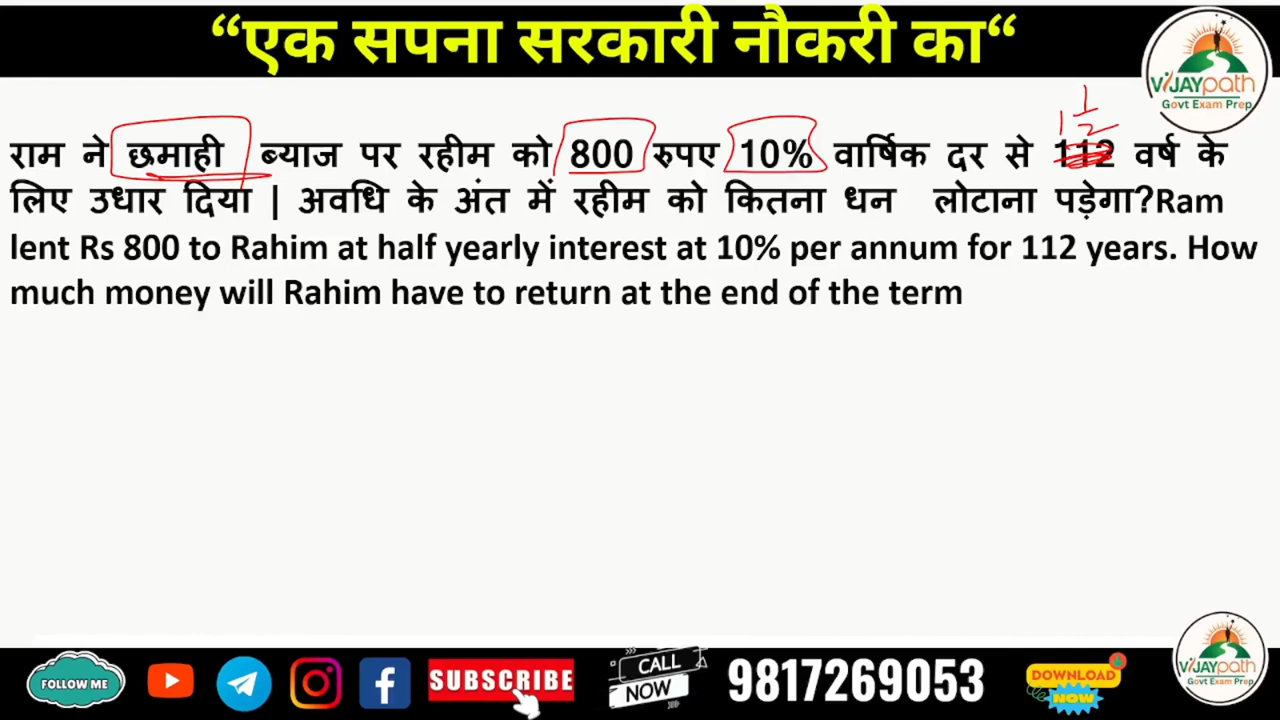 “एक सपना सरकारी नौकरी का“
VIJAYpath
Govt Exam Prep
1 1/2
राम ने छमाही ब्याज पर रहीम को 800 रुपए 10% वार्षिक दर से 112 वर्ष के
लिए उधार दिया | अवधि के अंत में रहीम को कितना धन लोटाना पड़ेगा?Ram
lent Rs 800 to Rahim at half yearly interest at 10% per annum for 112 years. How
much money will Rahim have to return at the end of the term
VIJAYpath
Govt Exam Prep
FOLLOW ME
SUBSCRIBE
CALL
NOW
9817269053
DOWNLOAD
NOW